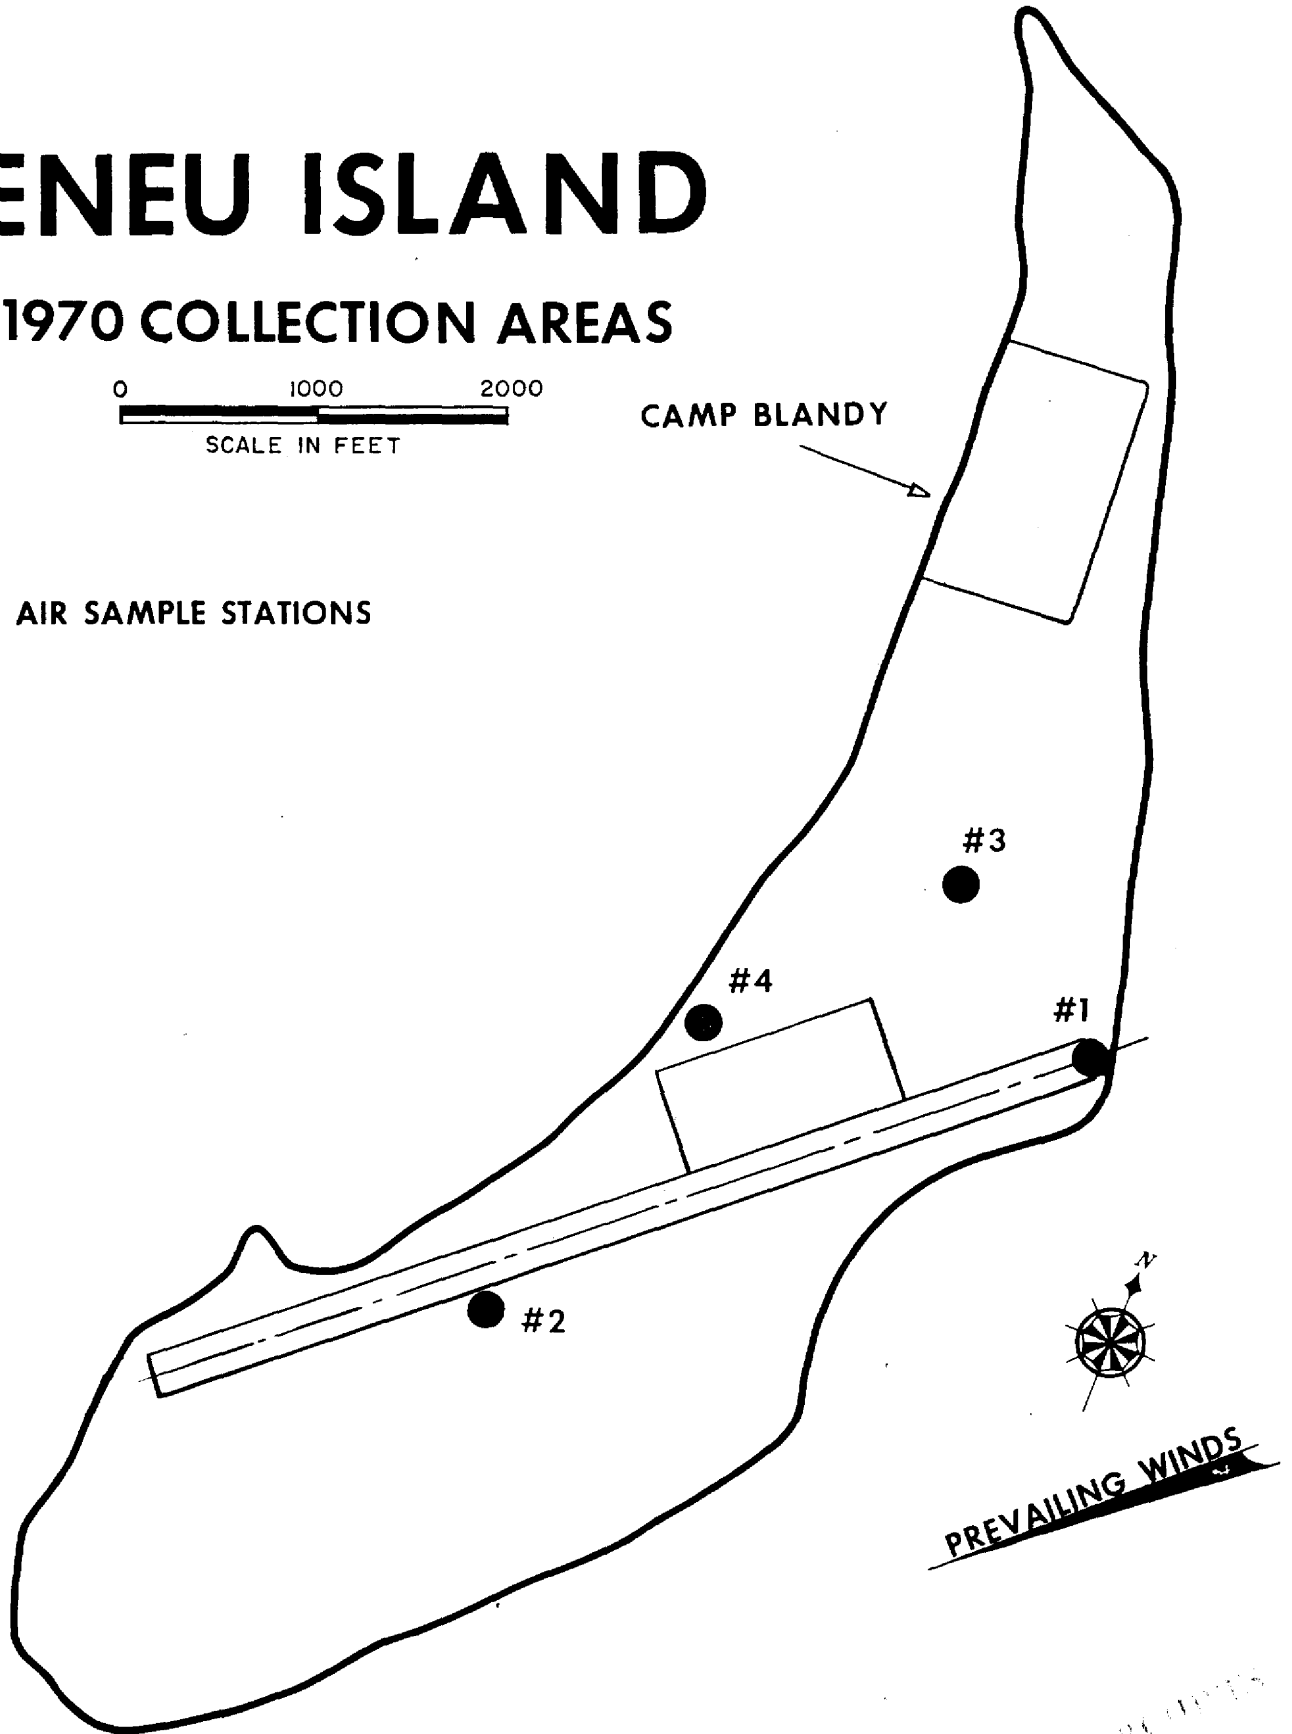 ENEU ISLAND
1970 COLLECTION AREAS
0 1000 2000
SCALE IN FEET
CAMP BLANDY
AIR SAMPLE STATIONS
#3
#4
#1
#2
N
PREVAILING WINDS